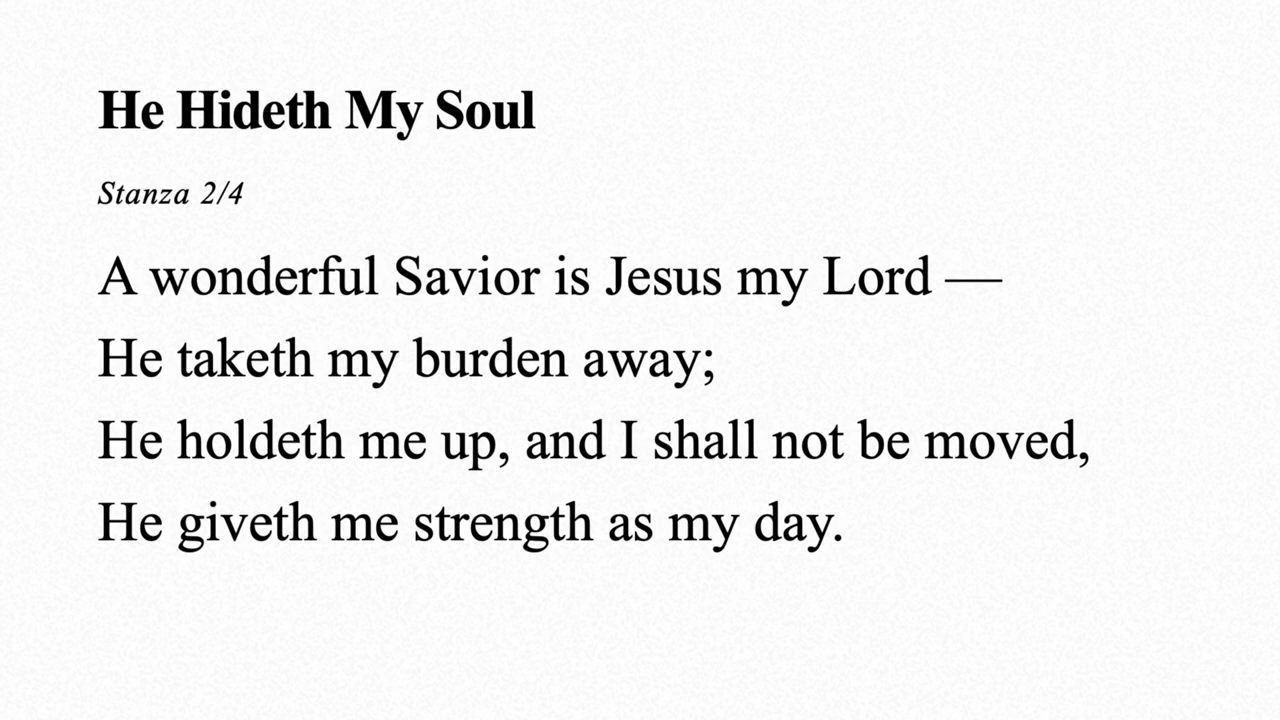 He Hideth My Soul
Stanza 2/4
A wonderful Savior is Jesus my Lord —
He taketh my burden away;
He holdeth me up, and I shall not be moved,
He giveth me strength as my day.